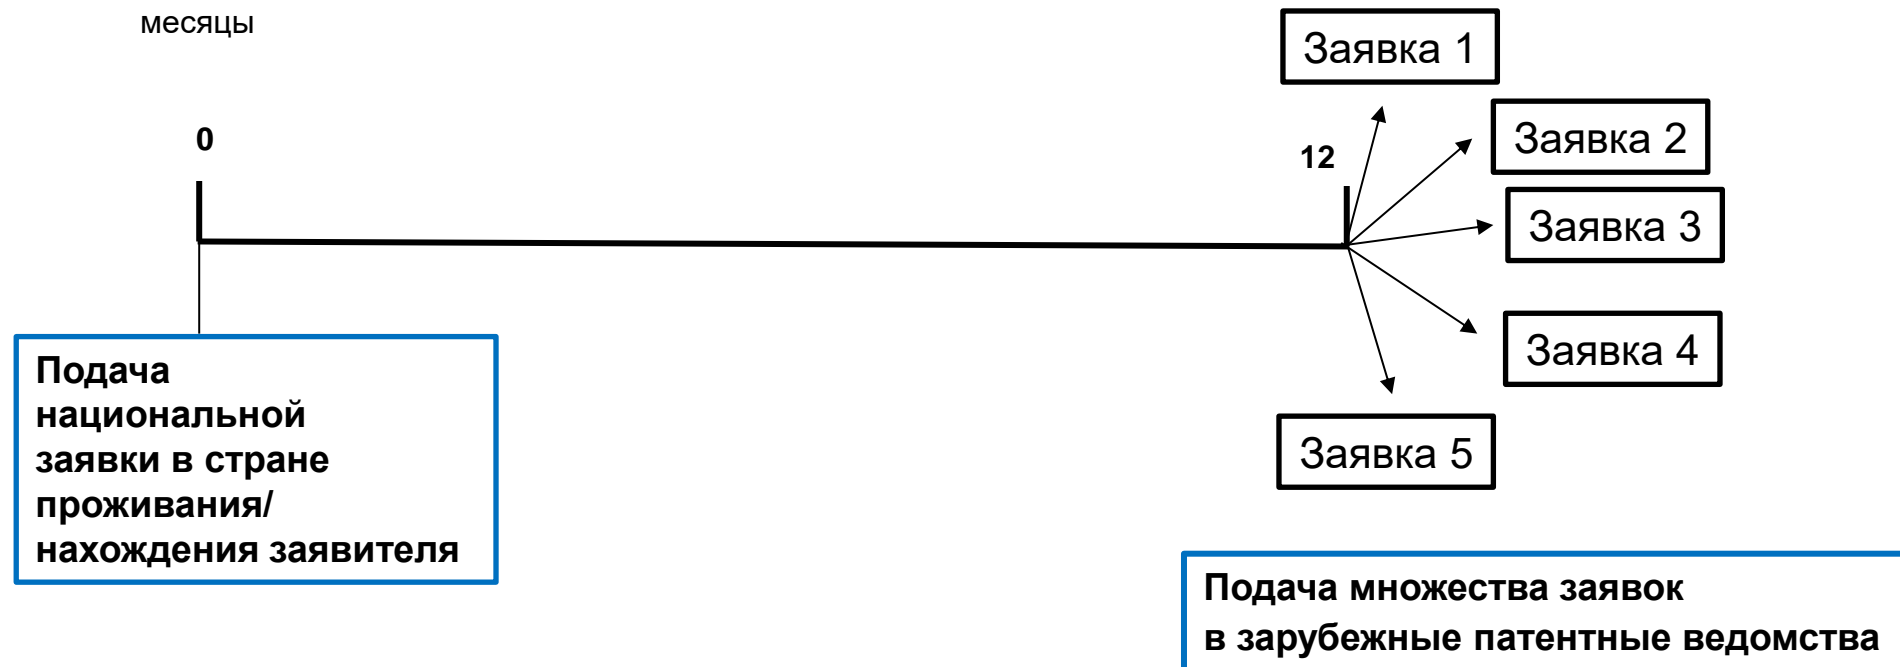 месяцы
0
12
Заявка 1
Заявка 2
Заявка 3
Заявка 4
Заявка 5
Подача
национальной
заявки в стране
проживания/
нахождения заявителя
Подача множества заявок
в зарубежные патентные ведомства